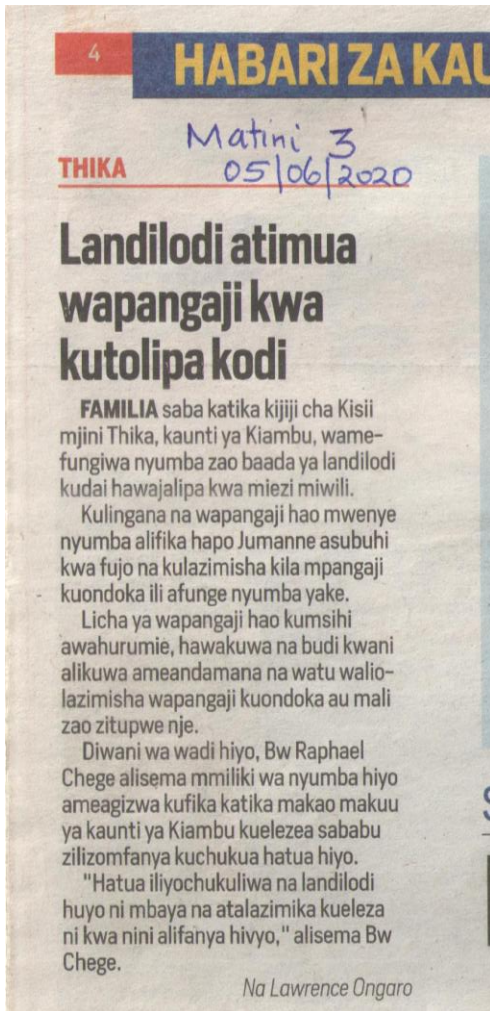 4
HABARI ZA KAU
Matini 3
05/06/2020
THIKA
Landilodi atimua
wapangaji kwa
kutolipa kodi
FAMILIA saba katika kijiji cha Kisii
mjini Thika, kaunti ya Kiambu, wame-
fungiwa nyumba zao baada ya landilodi
kudai hawajalipa kwa miezi miwili.
Kulingana na wapangaji hao mwenye
nyumba alifika hapo Jumanne asubuhi
kwa fujo na kulazimisha kila mpangaji
kuondoka ili afunge nyumba yake.
Licha ya wapangaji hao kumsihi
awahurumie, hawakuwa na budi kwani
alikuwa ameandamana na watu walio-
lazimisha wapangaji kuondoka au mali
zao zitupwe nje.
Diwani wa wadi hiyo, Bw Raphael
Chege alisema mmiliki wa nyumba hiyo
ameagizwa kufika katika makao makuu
ya kaunti ya Kiambu kuelezea sababu
zilizomfanya kuchukua hatua hiyo.
"Hatua iliyochukuliwa na landilodi
huyo ni mbaya na atalazimika kueleza
ni kwa nini alifanya hivyo," alisema Bw
Chege.
Na Lawrence Ongaro